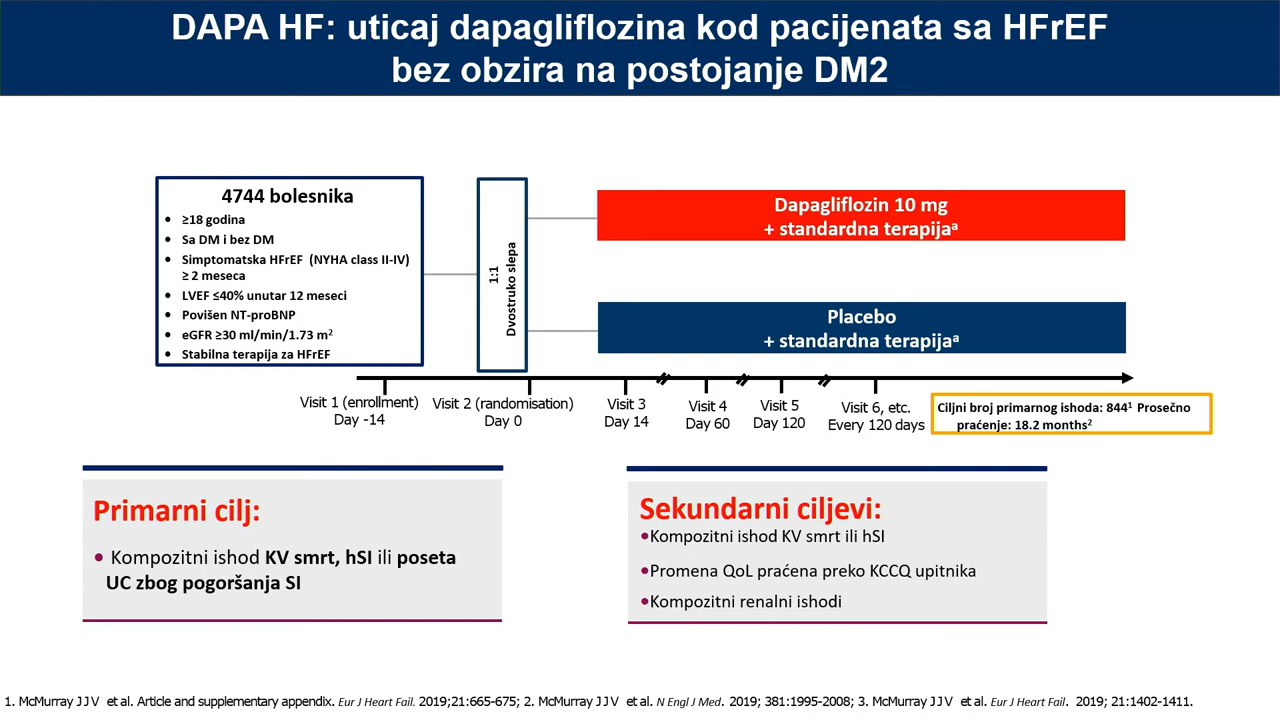 DAPA HF: uticaj dapagliflozina kod pacijenata sa HFrEF
bez obzira na postojanje DM2
4744 bolesnika
• ≥18 godina
• Sa DM i bez DM
• Simptomatska HFrEF (NYHA class II-IV)
≥ 2 meseca
• LVEF ≤40% unutar 12 meseci
• Povišen NT-proBNP
• eGFR ≥30 ml/min/1.73 m²
• Stabilna terapija za HFrEF
1:1
Dvostruko slepa
Dapagliflozin 10 mg
+ standardna terapijaᵃ
Placebo
+ standardna terapijaᵃ
Visit 1 (enrollment)
Day -14
Visit 2 (randomisation)
Day 0
Visit 3
Day 14
Visit 4
Day 60
Visit 5
Day 120
Visit 6, etc.
Every 120 days
Ciljni broj primarnog ishoda: 844¹ Prosečno
praćenje: 18.2 months²
Primarni cilj:
• Kompozitni ishod KV smrt, hSI ili poseta
UC zbog pogoršanja SI
Sekundarni ciljevi:
•Kompozitni ishod KV smrt ili hSI
•Promena QoL praćena preko KCCQ upitnika
•Kompozitni renalni ishodi
1. McMurray JJV et al. Article and supplementary appendix. Eur J Heart Fail. 2019;21:665-675; 2. McMurray JJV et al. N Engl J Med. 2019; 381:1995-2008; 3. McMurray JJV et al. Eur J Heart Fail. 2019; 21:1402-1411.